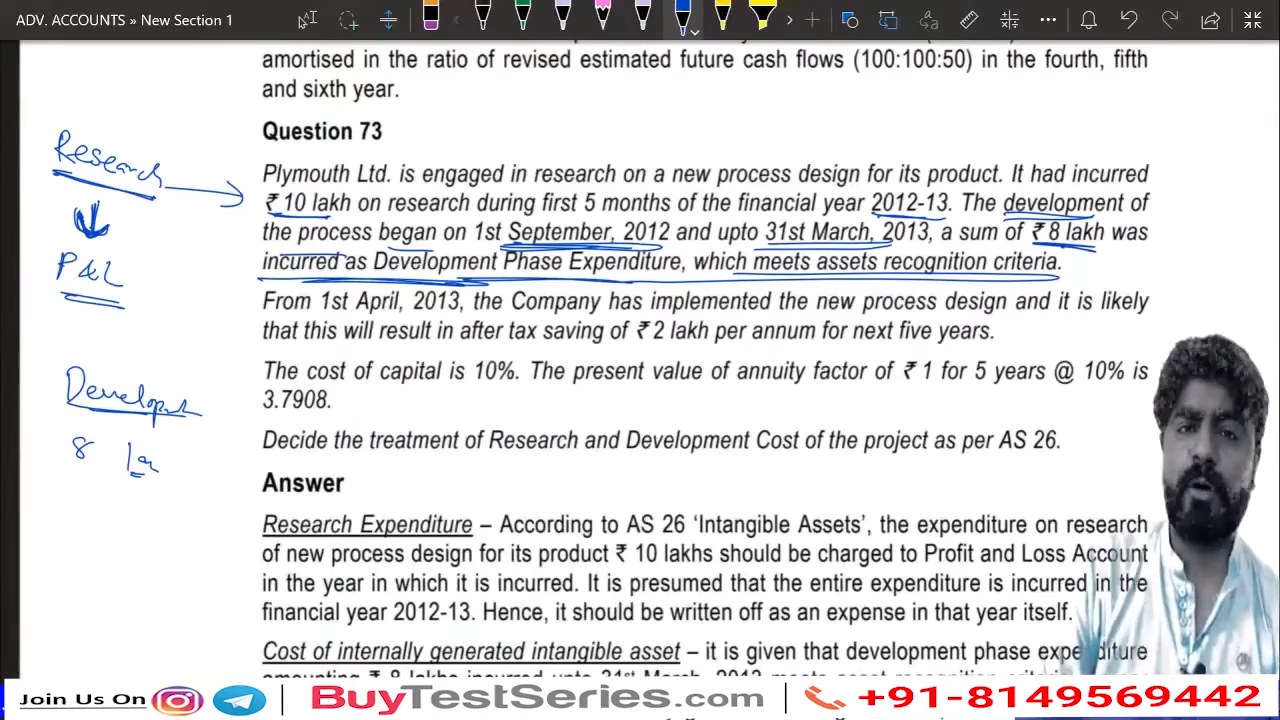 ADV. ACCOUNTS » New Section 1
amortised in the ratio of revised estimated future cash flows (100:100:50) in the fourth, fifth
and sixth year.
Question 73
Plymouth Ltd. is engaged in research on a new process design for its product. It had incurred
₹ 10 lakh on research during first 5 months of the financial year 2012-13. The development of
the process began on 1st September, 2012 and upto 31st March, 2013, a sum of ₹ 8 lakh was
incurred as Development Phase Expenditure, which meets assets recognition criteria.
From 1st April, 2013, the Company has implemented the new process design and it is likely
that this will result in after tax saving of ₹ 2 lakh per annum for next five years.
The cost of capital is 10%. The present value of annuity factor of ₹ 1 for 5 years @ 10% is
3.7908.
Decide the treatment of Research and Development Cost of the project as per AS 26.
Answer
Research Expenditure – According to AS 26 'Intangible Assets', the expenditure on research
of new process design for its product ₹ 10 lakhs should be charged to Profit and Loss Account
in the year in which it is incurred. It is presumed that the entire expenditure is incurred in the
financial year 2012-13. Hence, it should be written off as an expense in that year itself.
Cost of internally generated intangible asset – it is given that development phase expenditure
Research
P & L
8
Join Us On
BuyTestSeries.com
+91-8149569442